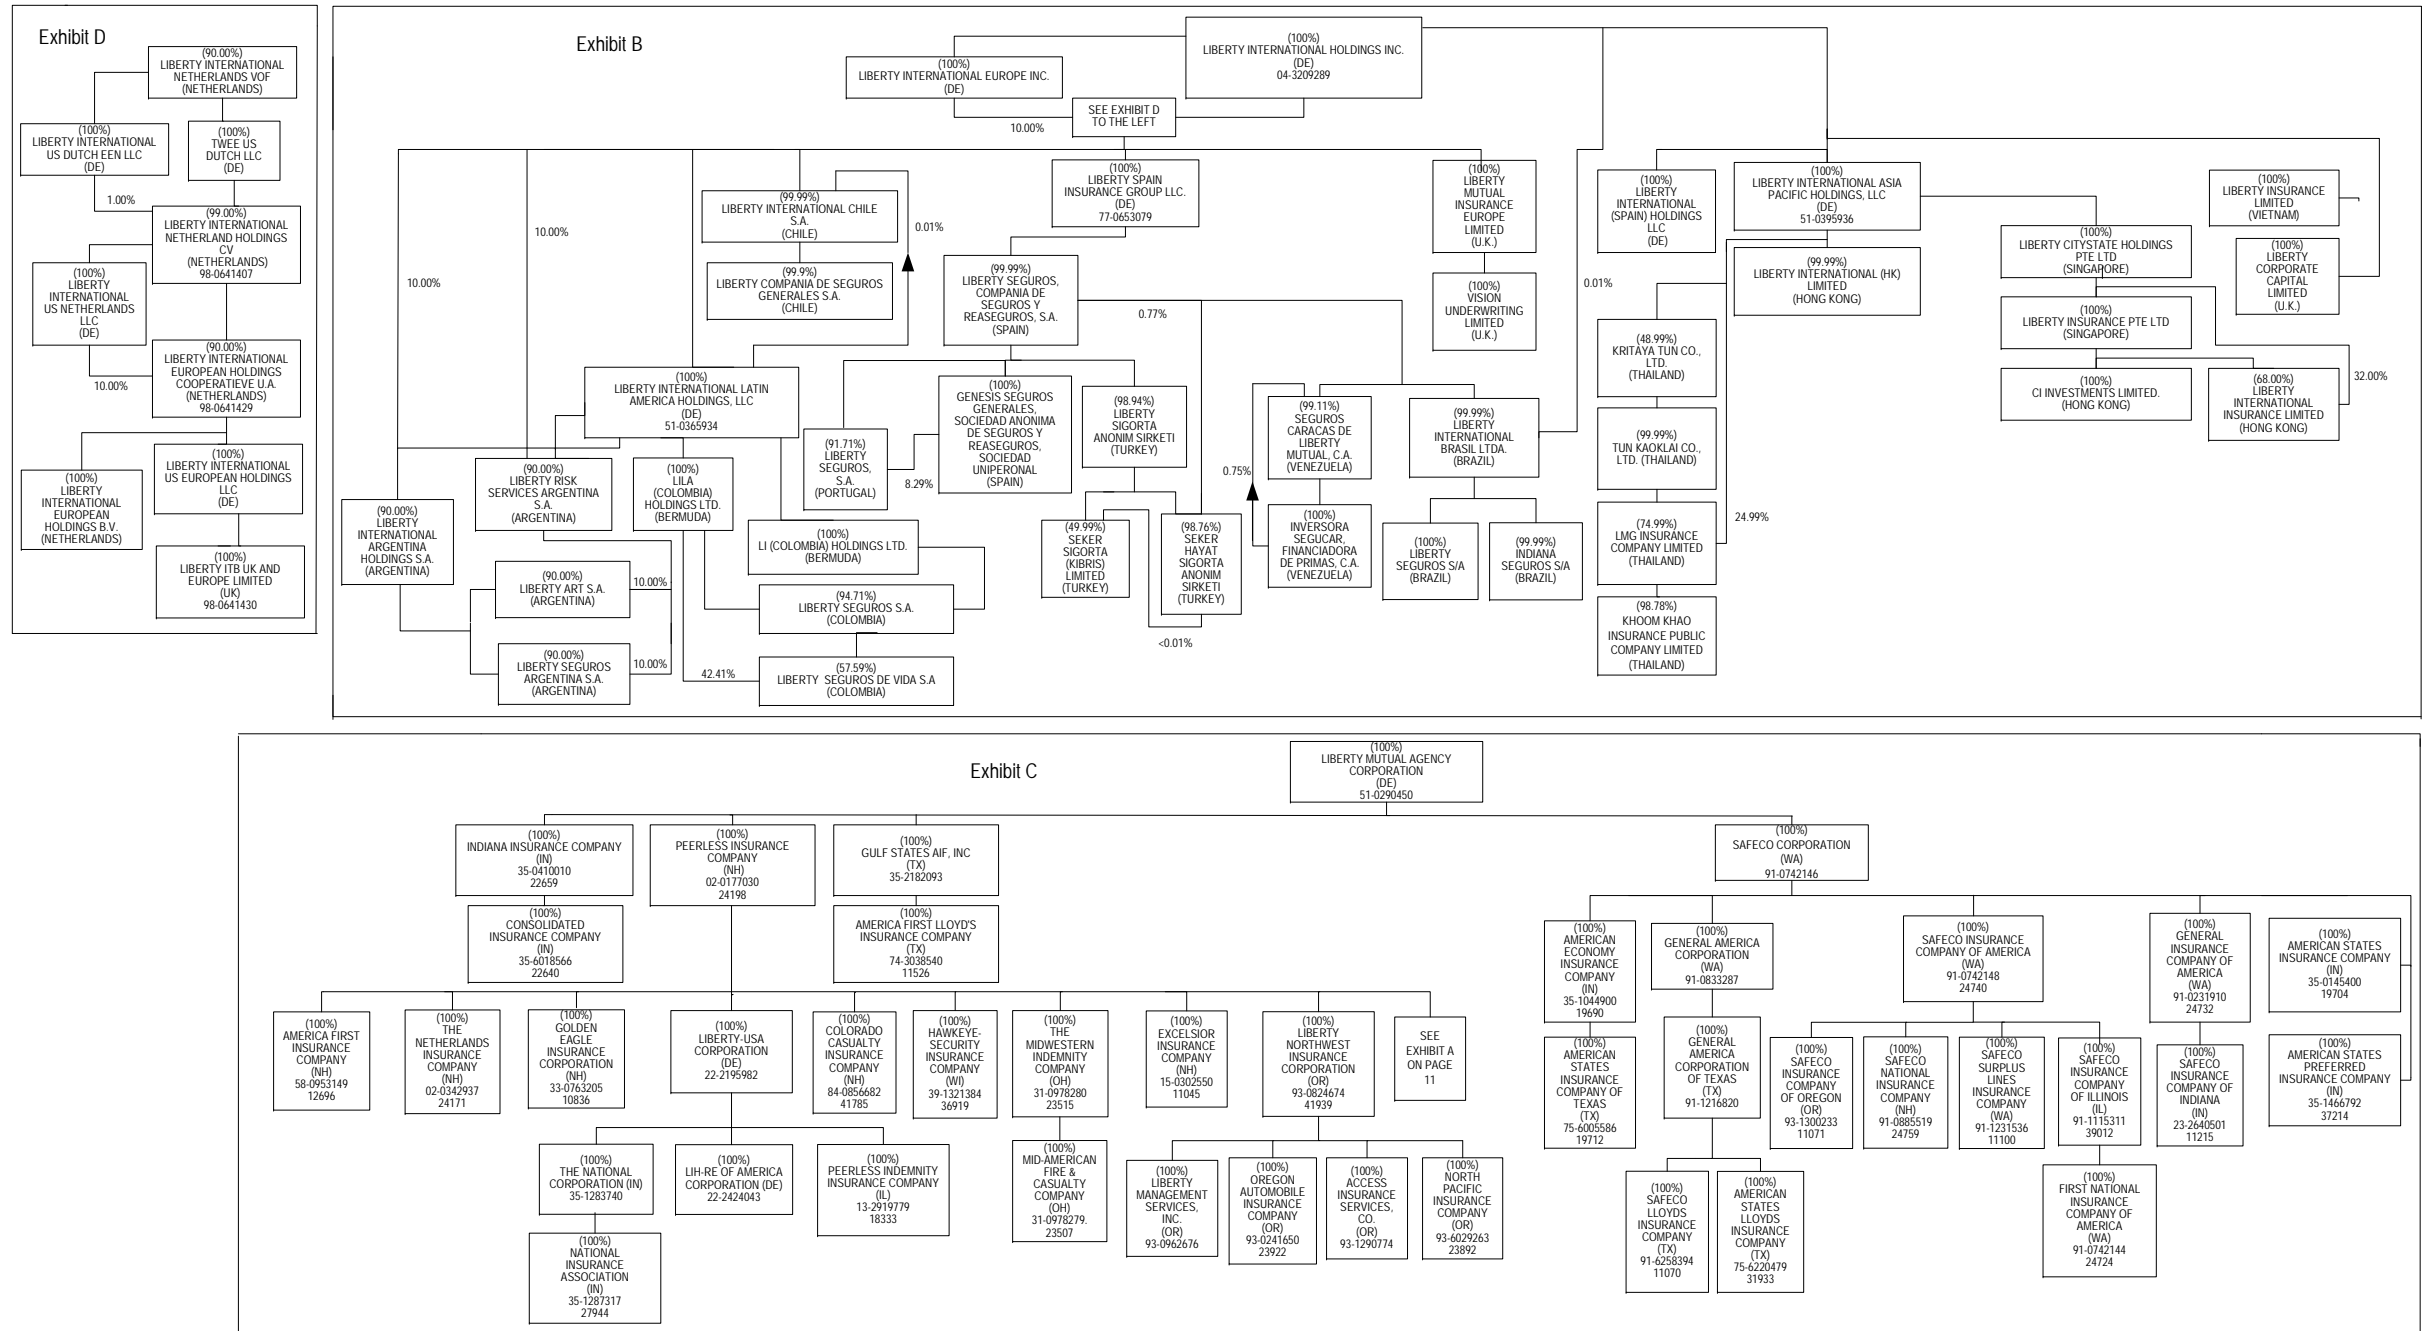 Exhibit D
(90.00%)
LIBERTY INTERNATIONAL
NETHERLANDS VOF
(NETHERLANDS)
(100%)
LIBERTY INTERNATIONAL
US DUTCH EEN LLC
(DE)
(100%)
TWEE US
DUTCH LLC
(DE)
1.00%
(99.00%)
LIBERTY INTERNATIONAL
NETHERLAND HOLDINGS
CV
(NETHERLANDS)
98-0641407
(100%)
LIBERTY
INTERNATIONAL
US NETHERLANDS
LLC
(DE)
10.00%
(90.00%)
LIBERTY INTERNATIONAL
EUROPEAN HOLDINGS
COOPERATIEVE U.A.
(NETHERLANDS)
98-0641429
(100%)
LIBERTY
INTERNATIONAL
EUROPEAN
HOLDINGS B.V.
(NETHERLANDS)
(100%)
LIBERTY INTERNATIONAL
US EUROPEAN HOLDINGS
LLC
(DE)
(100%)
LIBERTY ITB UK AND
EUROPE LIMITED
(UK)
98-0641430
Exhibit B
(100%)
LIBERTY INTERNATIONAL HOLDINGS INC.
(DE)
04-3209289
(100%)
LIBERTY INTERNATIONAL EUROPE INC.
(DE)
SEE EXHIBIT D
TO THE LEFT
10.00%
10.00%
10.00%
(99.99%)
LIBERTY INTERNATIONAL CHILE
S.A.
(CHILE)
0.01%
(99.9%)
LIBERTY COMPANIA DE SEGUROS
GENERALES S.A.
(CHILE)
(100%)
LIBERTY SPAIN
INSURANCE GROUP LLC.
(DE)
77-0653079
(100%)
LIBERTY
MUTUAL
INSURANCE
EUROPE
LIMITED
(U.K.)
(100%)
VISION
UNDERWRITING
LIMITED
(U.K.)
(99.99%)
LIBERTY SEGUROS,
COMPANIA DE
SEGUROS Y
REASEGUROS, S.A.
(SPAIN)
0.77%
0.01%
(100%)
LIBERTY INTERNATIONAL LATIN
AMERICA HOLDINGS, LLC
(DE)
51-0365934
(91.71%)
LIBERTY
SEGUROS,
S.A.
(PORTUGAL)
8.29%
(100%)
GENESIS SEGUROS
GENERALES,
SOCIEDAD ANONIMA
DE SEGUROS Y
REASEGUROS,
SOCIEDAD
UNIPERONAL
(SPAIN)
(98.94%)
LIBERTY
SIGORTA
ANONIM SIRKETI
(TURKEY)
(49.99%)
SEKER
SIGORTA
(KIBRIS)
LIMITED
(TURKEY)
(98.76%)
SEKER
HAYAT
SIGORTA
ANONIM
SIRKETI
(TURKEY)
<0.01%
0.75%
(99.11%)
SEGUROS
CARACAS DE
LIBERTY
MUTUAL, C.A.
(VENEZUELA)
(100%)
INVERSORA
SEGUCAR,
FINANCIADORA
DE PRIMAS, C.A.
(VENEZUELA)
(99.99%)
LIBERTY
INTERNATIONAL
BRASIL LTDA.
(BRAZIL)
(100%)
LIBERTY
SEGUROS S/A
(BRAZIL)
(99.99%)
INDIANA
SEGUROS S/A
(BRAZIL)
(90.00%)
LIBERTY
INTERNATIONAL
ARGENTINA
HOLDINGS S.A.
(ARGENTINA)
(90.00%)
LIBERTY RISK
SERVICES ARGENTINA
S.A.
(ARGENTINA)
(100%)
LILA
(COLOMBIA)
HOLDINGS LTD.
(BERMUDA)
(100%)
LI (COLOMBIA) HOLDINGS LTD.
(BERMUDA)
(90.00%)
LIBERTY ART S.A.
(ARGENTINA)
10.00%
(94.71%)
LIBERTY SEGUROS S.A.
(COLOMBIA)
(90.00%)
LIBERTY SEGUROS
ARGENTINA S.A.
(ARGENTINA)
10.00%
42.41%
(57.59%)
LIBERTY SEGUROS DE VIDA S.A
(COLOMBIA)
(100%)
LIBERTY
INTERNATIONAL
(SPAIN) HOLDINGS
LLC
(DE)
(100%)
LIBERTY INTERNATIONAL ASIA
PACIFIC HOLDINGS, LLC
(DE)
51-0395936
(99.99%)
LIBERTY INTERNATIONAL (HK)
LIMITED
(HONG KONG)
(48.99%)
KRITAYA TUN CO.,
LTD.
(THAILAND)
(99.99%)
TUN KAOKLAI CO.,
LTD. (THAILAND)
(74.99%)
LMG INSURANCE
COMPANY LIMITED
(THAILAND)
24.99%
(98.78%)
KHOOM KHAO
INSURANCE PUBLIC
COMPANY LIMITED
(THAILAND)
(100%)
LIBERTY CITYSTATE HOLDINGS
PTE LTD
(SINGAPORE)
(100%)
LIBERTY INSURANCE PTE LTD
(SINGAPORE)
(100%)
CI INVESTMENTS LIMITED.
(HONG KONG)
(68.00%)
LIBERTY
INTERNATIONAL
INSURANCE LIMITED
(HONG KONG)
32.00%
(100%)
LIBERTY INSURANCE
LIMITED
(VIETNAM)
(100%)
LIBERTY
CORPORATE
CAPITAL
LIMITED
(U.K.)
Exhibit C
(100%)
LIBERTY MUTUAL AGENCY
CORPORATION
(DE)
51-0290450
(100%)
INDIANA INSURANCE COMPANY
(IN)
35-0410010
22659
(100%)
PEERLESS INSURANCE
COMPANY
(NH)
02-0177030
24198
(100%)
GULF STATES AIF, INC
(TX)
35-2182093
(100%)
SAFECO CORPORATION
(WA)
91-0742146
(100%)
CONSOLIDATED
INSURANCE COMPANY
(IN)
35-6018566
22640
(100%)
AMERICA FIRST LLOYD'S
INSURANCE COMPANY
(TX)
74-3038540
11526
(100%)
AMERICA FIRST
INSURANCE
COMPANY
(NH)
58-0953149
12696
(100%)
THE
NETHERLANDS
INSURANCE
COMPANY
(NH)
02-0342937
24171
(100%)
GOLDEN
EAGLE
INSURANCE
CORPORATION
(NH)
33-0763205
10836
(100%)
LIBERTY-USA
CORPORATION
(DE)
22-2195982
(100%)
COLORADO
CASUALTY
INSURANCE
COMPANY
(NH)
84-0856682
41785
(100%)
HAWKEYE-
SECURITY
INSURANCE
COMPANY
(WI)
39-1321384
36919
(100%)
THE
MIDWESTERN
INDEMNITY
COMPANY
(OH)
31-0978280
23515
(100%)
EXCELSIOR
INSURANCE
COMPANY
(NH)
15-0302550
11045
(100%)
LIBERTY
NORTHWEST
INSURANCE
CORPORATION
(OR)
93-0824674
41939
SEE
EXHIBIT A
ON PAGE
11
(100%)
THE NATIONAL
CORPORATION (IN)
35-1283740
(100%)
LIH-RE OF AMERICA
CORPORATION (DE)
22-2424043
(100%)
PEERLESS INDEMNITY
INSURANCE COMPANY
(IL)
13-2919779
18333
(100%)
MID-AMERICAN
FIRE &
CASUALTY
COMPANY
(OH)
31-0978279.
23507
(100%)
LIBERTY
MANAGEMENT
SERVICES,
INC.
(OR)
93-0962676
(100%)
OREGON
AUTOMOBILE
INSURANCE
COMPANY
(OR)
93-0241650
23922
(100%)
ACCESS
INSURANCE
SERVICES,
CO.
(OR)
93-1290774
(100%)
NORTH
PACIFIC
INSURANCE
COMPANY
(OR)
93-6029263
23892
(100%)
NATIONAL
INSURANCE
ASSOCIATION
(IN)
35-1287317
27944
(100%)
AMERICAN
ECONOMY
INSURANCE
COMPANY
(IN)
35-1044900
19690
(100%)
GENERAL AMERICA
CORPORATION
(WA)
91-0833287
(100%)
SAFECO INSURANCE
COMPANY OF AMERICA
(WA)
91-0742148
24740
(100%)
GENERAL
INSURANCE
COMPANY OF
AMERICA
(WA)
91-0231910
24732
(100%)
AMERICAN STATES
INSURANCE COMPANY
(IN)
35-0145400
19704
(100%)
AMERICAN
STATES
INSURANCE
COMPANY OF
TEXAS
(TX)
75-6005586
19712
(100%)
GENERAL
AMERICA
CORPORATION
OF TEXAS
(TX)
91-1216820
(100%)
SAFECO
INSURANCE
COMPANY
OF OREGON
(OR)
93-1300233
11071
(100%)
SAFECO
NATIONAL
INSURANCE
COMPANY
(NH)
91-0885519
24759
(100%)
SAFECO
SURPLUS
LINES
INSURANCE
COMPANY
(WA)
91-1231536
11100
(100%)
SAFECO
INSURANCE
COMPANY
OF ILLINOIS
(IL)
91-1115311
39012
(100%)
SAFECO
INSURANCE
COMPANY OF
INDIANA
(IN)
23-2640501
11215
(100%)
AMERICAN STATES
PREFERRED
INSURANCE COMPANY
(IN)
35-1466792
37214
(100%)
SAFECO
LLOYDS
INSURANCE
COMPANY
(TX)
91-6258394
11070
(100%)
AMERICAN
STATES
LLOYDS
INSURANCE
COMPANY
(TX)
75-6220479
31933
(100%)
FIRST NATIONAL
INSURANCE
COMPANY OF
AMERICA
(WA)
91-0742144
24724